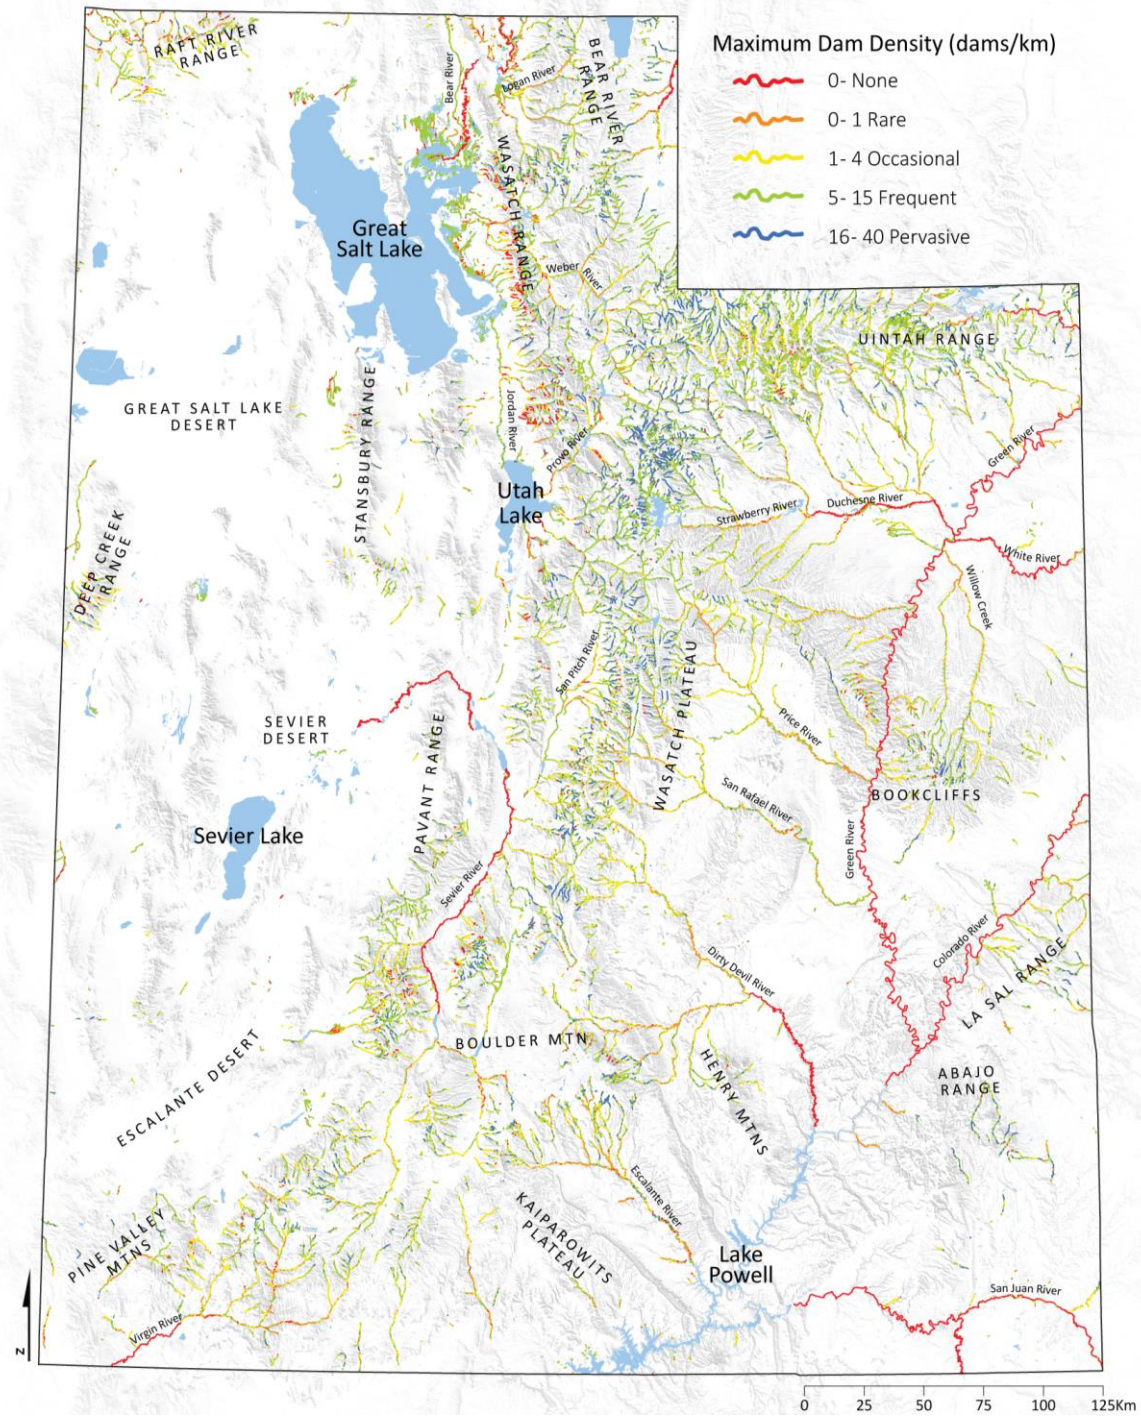 Maximum Dam Density (dams/km)
0- None
0- 1 Rare
1- 4 Occasional
5- 15 Frequent
16- 40 Pervasive
RAFT RIVER
RANGE
Bear River
Logan River
BEAR RIVER
RANGE
WASATCH RANGE
Great
Salt Lake
Weber River
UINTAH RANGE
GREAT SALT LAKE
DESERT
STANSBURY RANGE
Jordan River
Provo River
Green River
Utah
Lake
Strawberry River
Duchesne River
White River
DEEP CREEK
RANGE
Willow Creek
San Pitch River
WASATCH PLATEAU
SEVIER
DESERT
PAVANT RANGE
Price River
San Rafael River
BOOKCLIFFS
Sevier Lake
Green River
Sevier River
Colorado River
Dirty Devil River
LA SAL RANGE
BOULDER MTN
ESCALANTE DESERT
HENRY MTNS
ABAJO
RANGE
Escalante River
KAIPAROWITS
PLATEAU
PINE VALLEY
MTNS
Lake
Powell
San Juan River
Virgin River
N
0 25 50 75 100 125Km